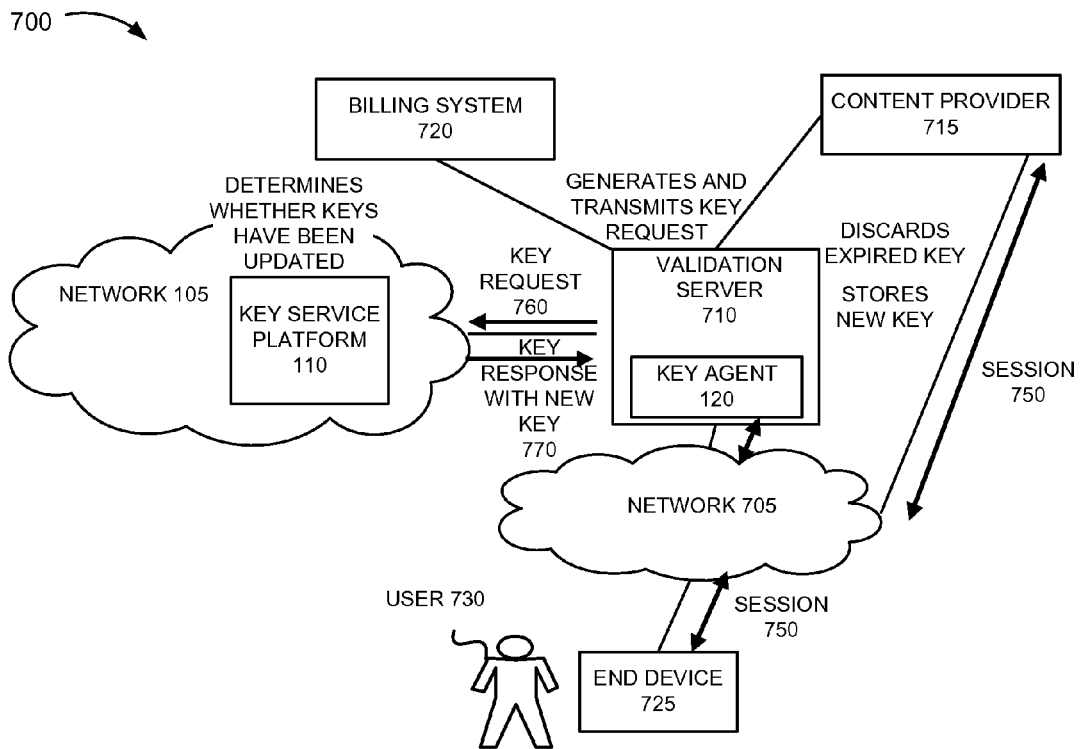 700
BILLING SYSTEM
720
CONTENT PROVIDER
715
DETERMINES
WHETHER KEYS
HAVE BEEN
UPDATED
GENERATES AND
TRANSMITS KEY
REQUEST
DISCARDS
EXPIRED KEY
STORES
NEW KEY
NETWORK 105
KEY SERVICE
PLATFORM
110
KEY
REQUEST
760
KEY
RESPONSE
WITH NEW
KEY
770
VALIDATION
SERVER
710
KEY AGENT
120
SESSION
750
NETWORK 705
USER 730
SESSION
750
END DEVICE
725